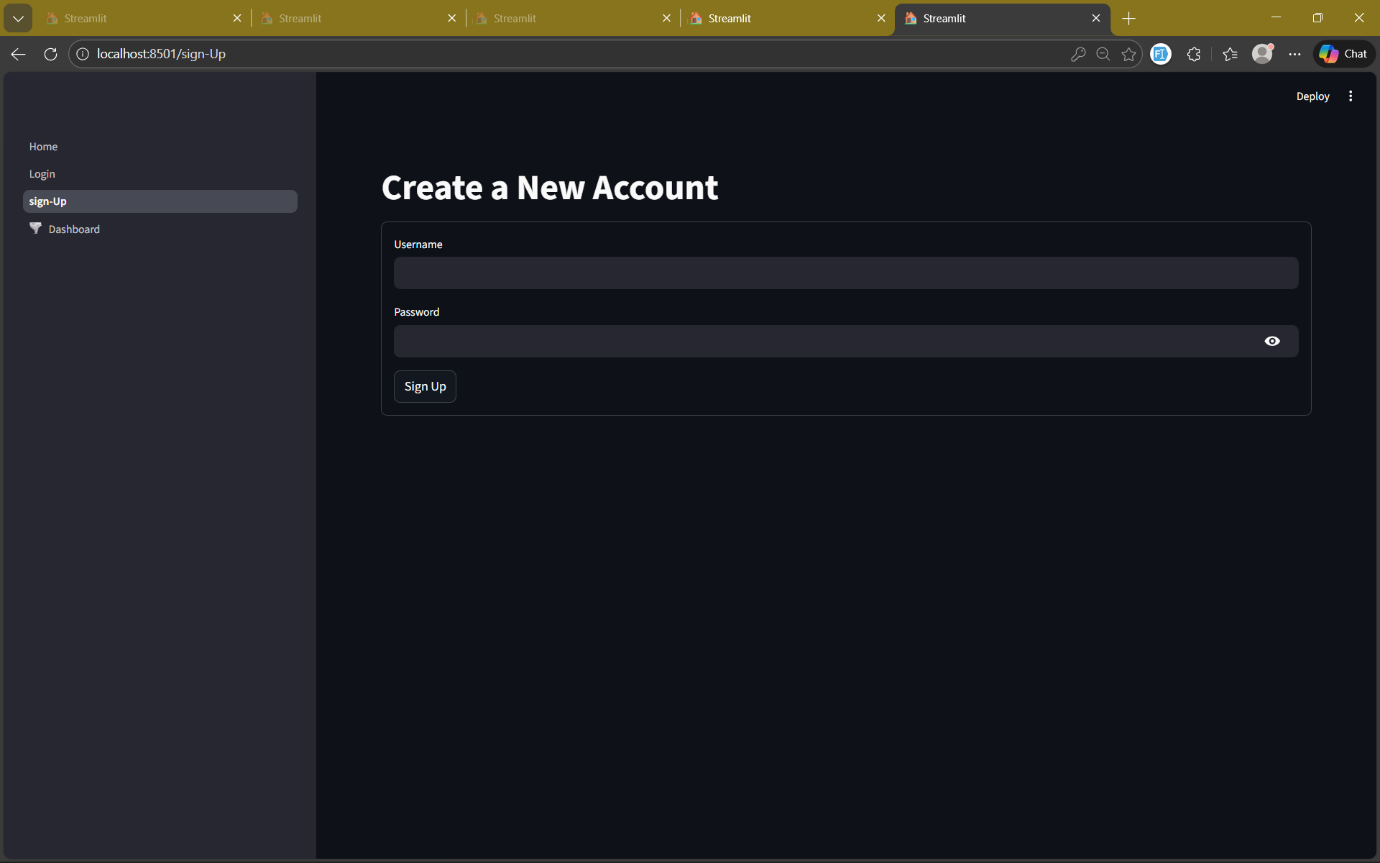 Streamlit
Streamlit
Streamlit
Streamlit
Streamlit
localhost:8501/sign-Up
Chat
Deploy
Home
Login
sign-Up
Dashboard
Create a New Account
Username
Password
Sign Up